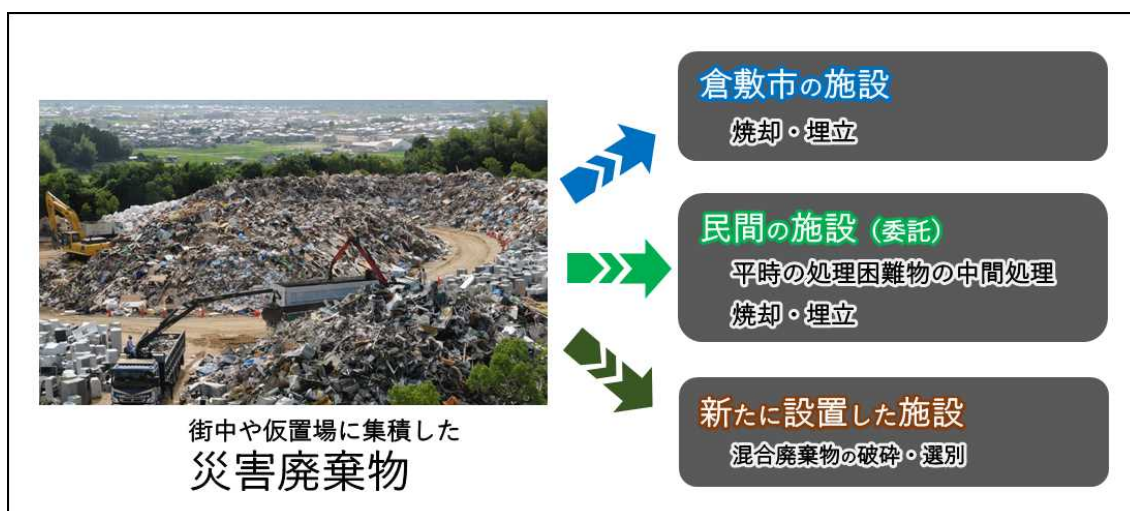 倉敷市の施設
焼却・埋立
民間の施設（委託）
平時の処理困難物の中間処理
焼却・埋立
新たに設置した施設
混合廃棄物の破砕・選別
街中や仮置場に集積した
災害廃棄物